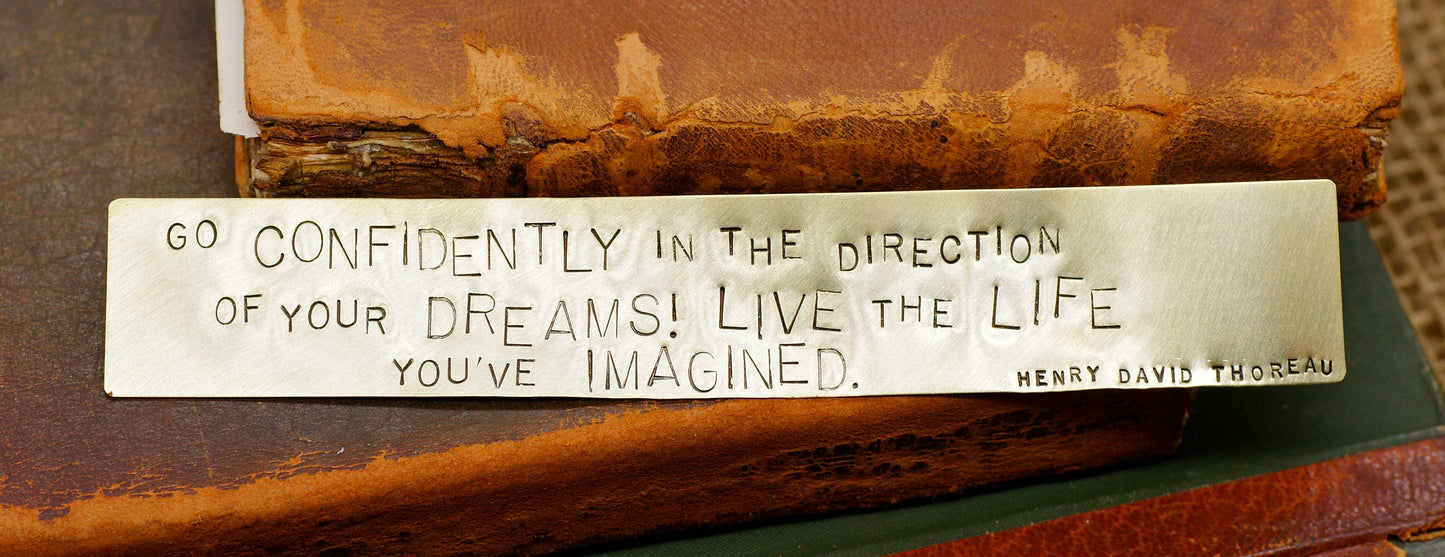 GO CONFIDENTLY IN THE DIRECTION
OF YOUR DREAMS! LIVE THE LIFE
YOU'VE IMAGINED.
HENRY DAVID THOREAU